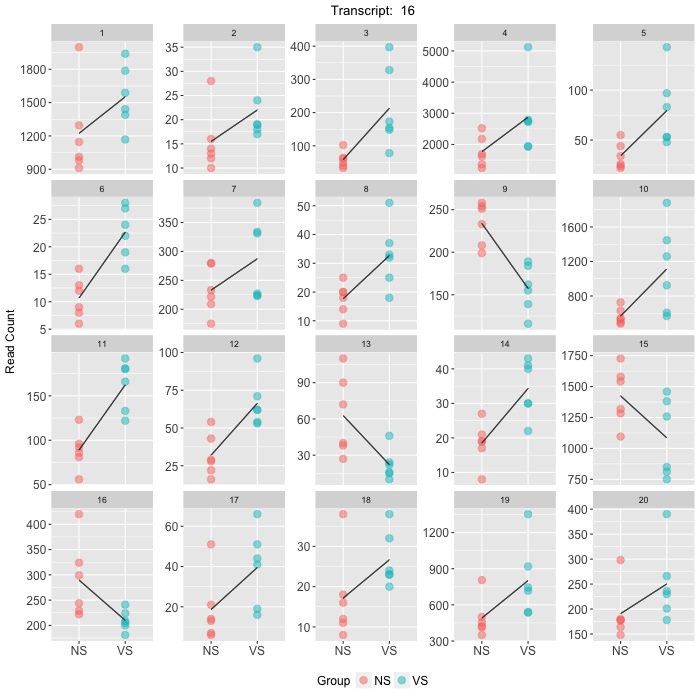 Transcript: 16
1 2 3 4 5
1800 1500 1200 900
35 30 25 20 15 10
400 300 200 100
5000 3000 2000
100 50
6 7 8 9 10
25 20 15 10 5
350 300 250 200
50 40 30 20 10
250 200 150
1600 1200 800
Read Count
11 12 13 14 15
150 100 50
100 75 50 25
90 60 30
40 30 20 10
1750 1500 1250 1000 750
16 17 18 19 20
400 350 300 250 200
60 40 20
30 20 10
1200 900 600 300
400 350 300 250 200 150
NS VS NS VS NS VS NS VS NS VS
Group NS VS